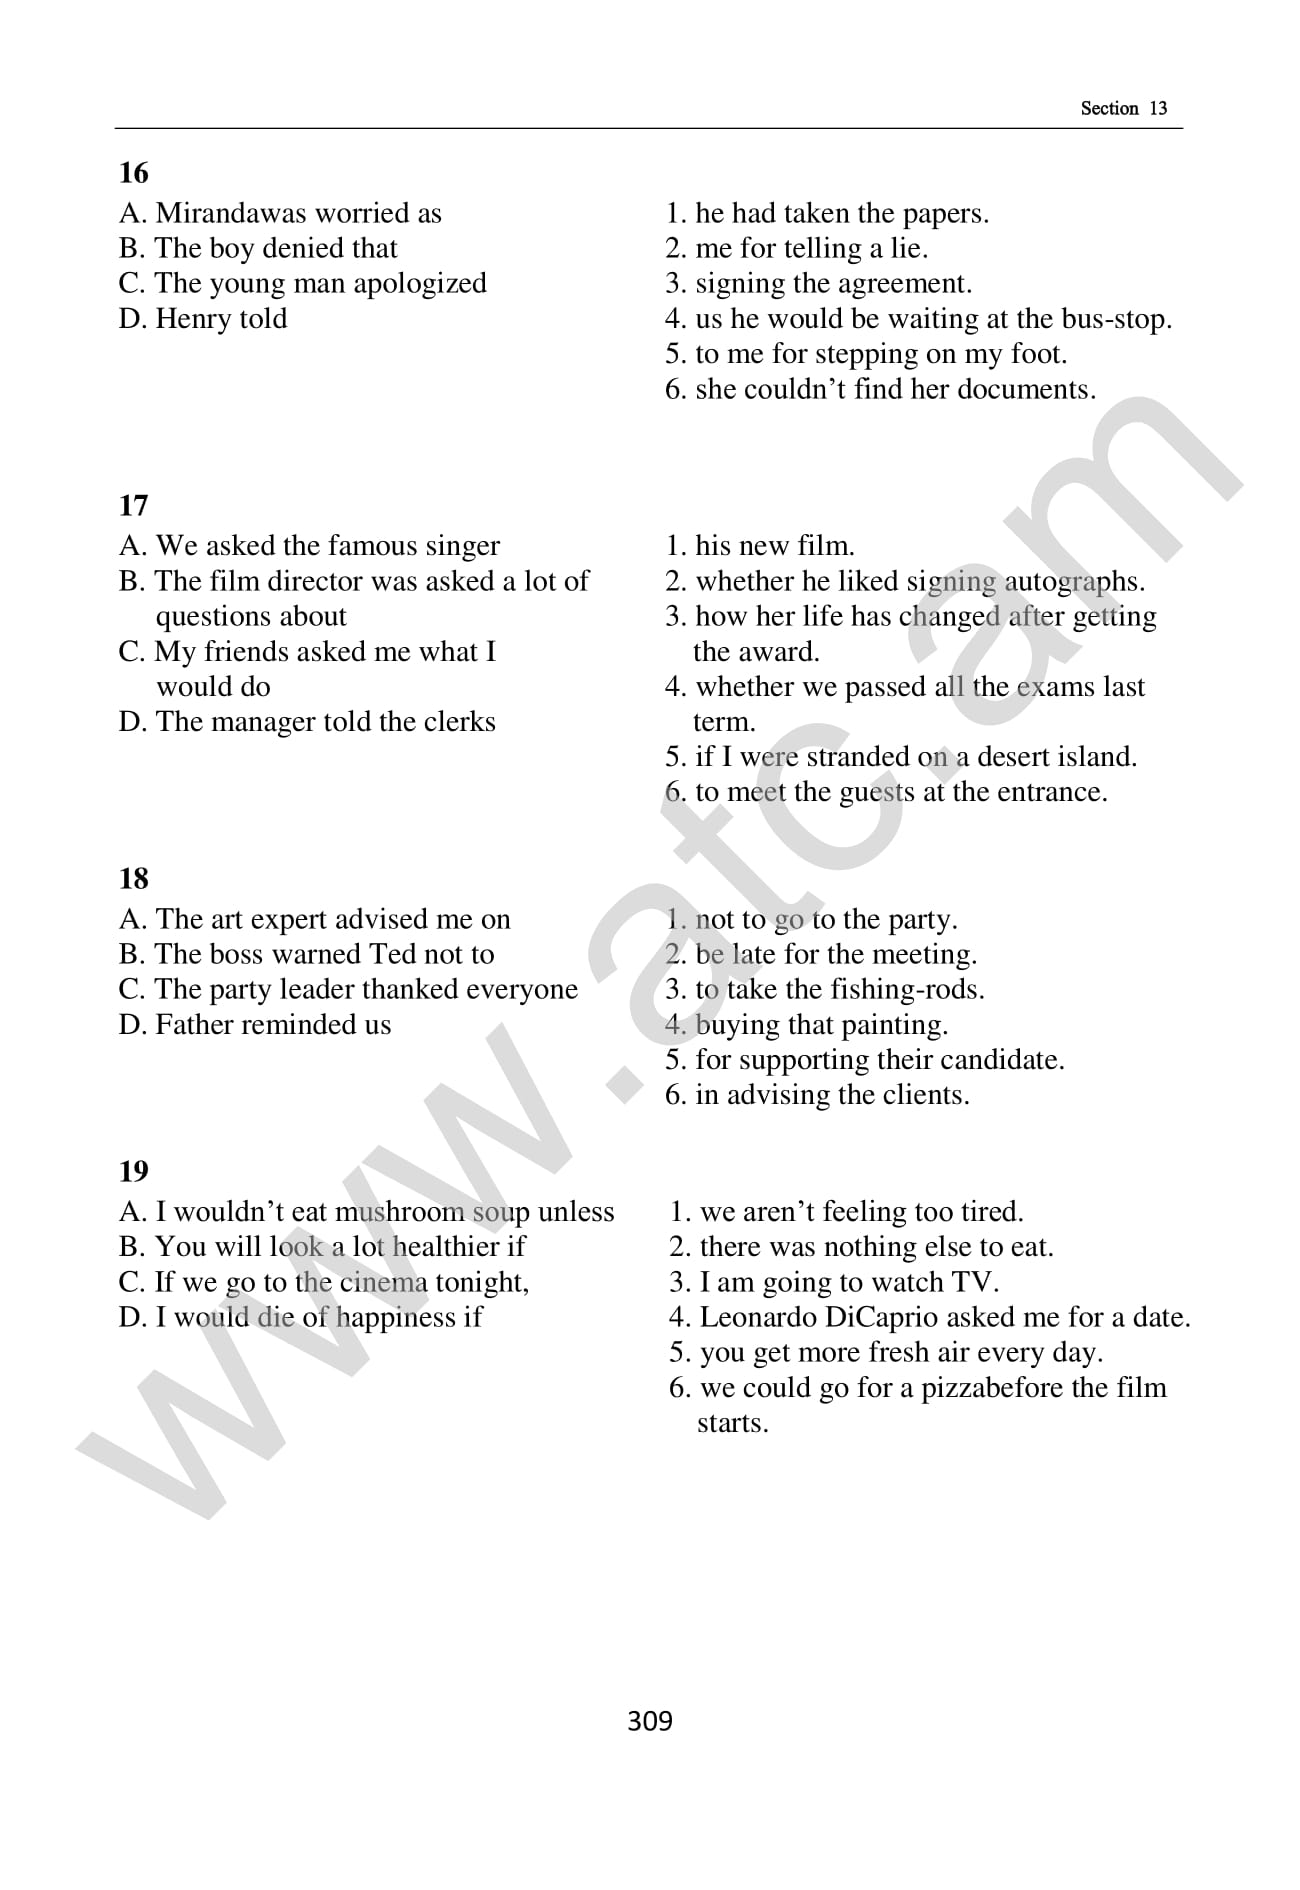 Section 13
16
A. Mirandawas worried as
B. The boy denied that
C. The young man apologized
D. Henry told
1. he had taken the papers.
2. me for telling a lie.
3. signing the agreement.
4. us he would be waiting at the bus-stop.
5. to me for stepping on my foot.
6. she couldn’t find her documents.
17
A. We asked the famous singer
B. The film director was asked a lot of
questions about
C. My friends asked me what I
would do
D. The manager told the clerks
1. his new film.
2. whether he liked signing autographs.
3. how her life has changed after getting
the award.
4. whether we passed all the exams last
term.
5. if I were stranded on a desert island.
6. to meet the guests at the entrance.
18
A. The art expert advised me on
B. The boss warned Ted not to
C. The party leader thanked everyone
D. Father reminded us
1. not to go to the party.
2. be late for the meeting.
3. to take the fishing-rods.
4. buying that painting.
5. for supporting their candidate.
6. in advising the clients.
19
A. I wouldn’t eat mushroom soup unless
B. You will look a lot healthier if
C. If we go to the cinema tonight,
D. I would die of happiness if
1. we aren’t feeling too tired.
2. there was nothing else to eat.
3. I am going to watch TV.
4. Leonardo DiCaprio asked me for a date.
5. you get more fresh air every day.
6. we could go for a pizzabefore the film
starts.
309
www.atc.am